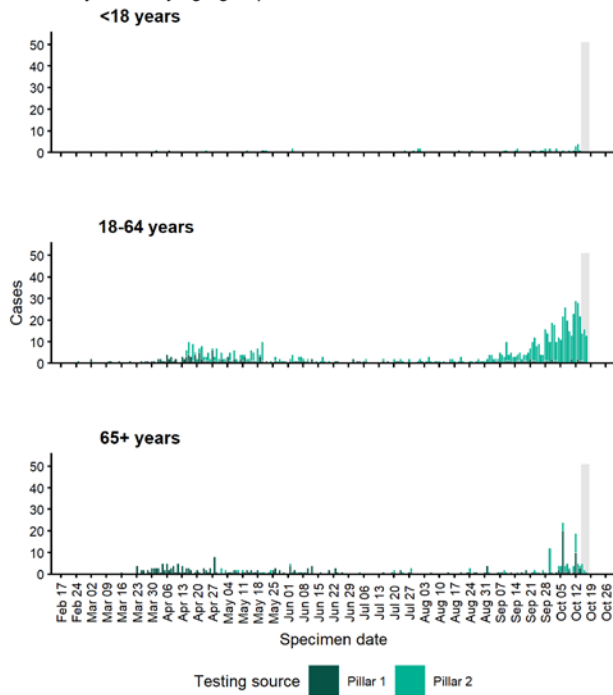 <18 years
50
40
30
20
10
0
18-64 years
Cases
50
40
30
20
10
0
65+ years
50
40
30
20
10
0
Feb 17
Feb 24
Mar 02
Mar 09
Mar 16
Mar 23
Mar 30
Apr 06
Apr 13
Apr 20
Apr 27
May 04
May 11
May 18
May 25
Jun 01
Jun 08
Jun 15
Jun 22
Jun 29
Jul 06
Jul 13
Jul 20
Jul 27
Aug 03
Aug 10
Aug 17
Aug 24
Aug 31
Sep 07
Sep 14
Sep 21
Sep 28
Oct 05
Oct 12
Oct 19
Oct 26
Specimen date
Testing source Pillar 1 Pillar 2